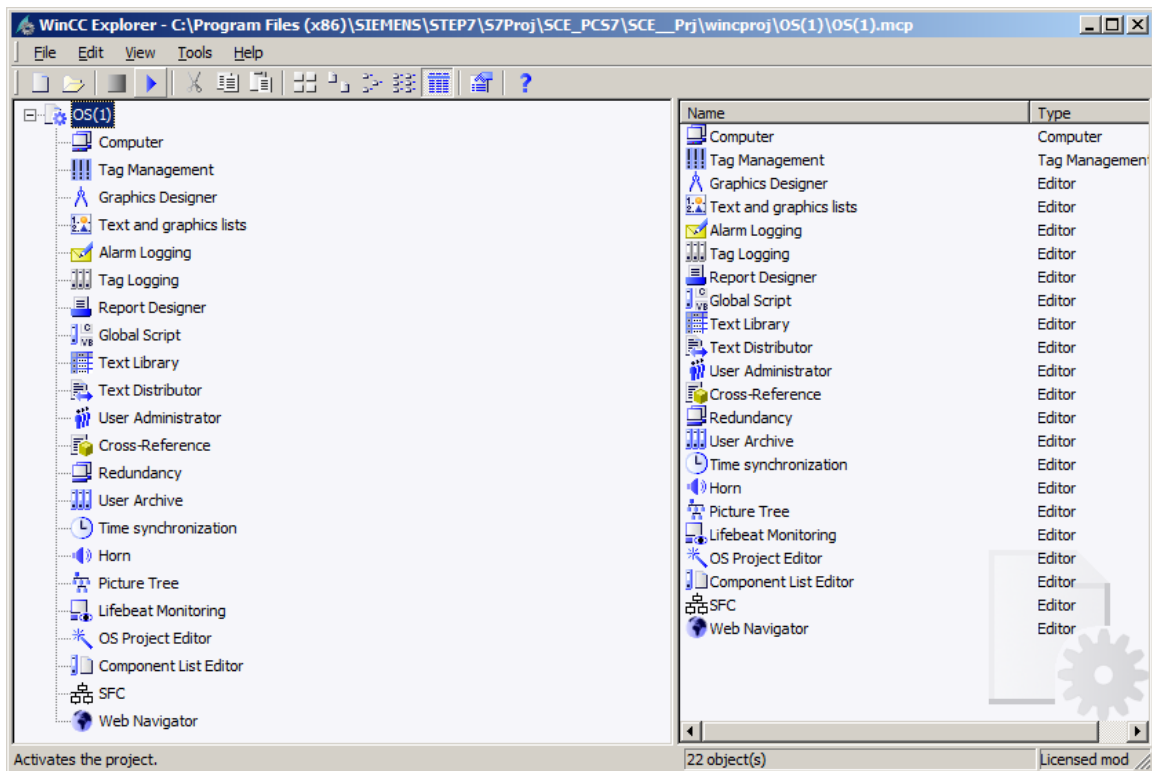 WinCC Explorer - C:\Program Files (x86)\SIEMENS\STEP7\S7Proj\SCE_PCS7\SCE__Prj\wincproj\OS(1)\OS(1).mcp
File Edit View Tools Help
OS(1)
Computer
Tag Management
Graphics Designer
Text and graphics lists
Alarm Logging
Tag Logging
Report Designer
Global Script
Text Library
Text Distributor
User Administrator
Cross-Reference
Redundancy
User Archive
Time synchronization
Horn
Picture Tree
Lifebeat Monitoring
OS Project Editor
Component List Editor
SFC
Web Navigator
Name Type
Computer Computer
Tag Management Tag Management
Graphics Designer Editor
Text and graphics lists Editor
Alarm Logging Editor
Tag Logging Editor
Report Designer Editor
Global Script Editor
Text Library Editor
Text Distributor Editor
User Administrator Editor
Cross-Reference Editor
Redundancy Editor
User Archive Editor
Time synchronization Editor
Horn Editor
Picture Tree Editor
Lifebeat Monitoring Editor
OS Project Editor Editor
Component List Editor Editor
SFC Editor
Web Navigator Editor
Activates the project. 22 object(s) Licensed mod